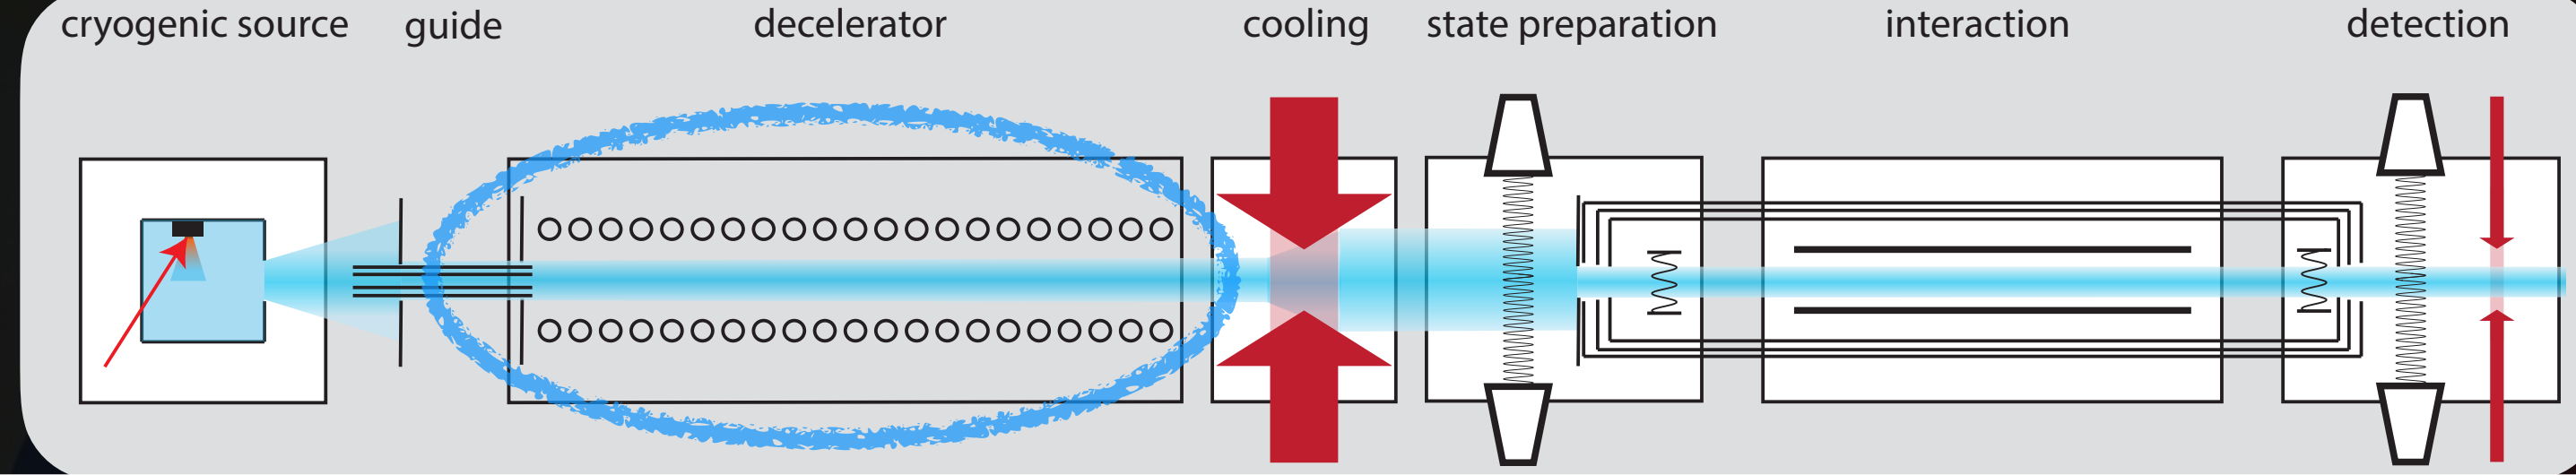 cryogenic source guide decelerator cooling state preparation interaction detection